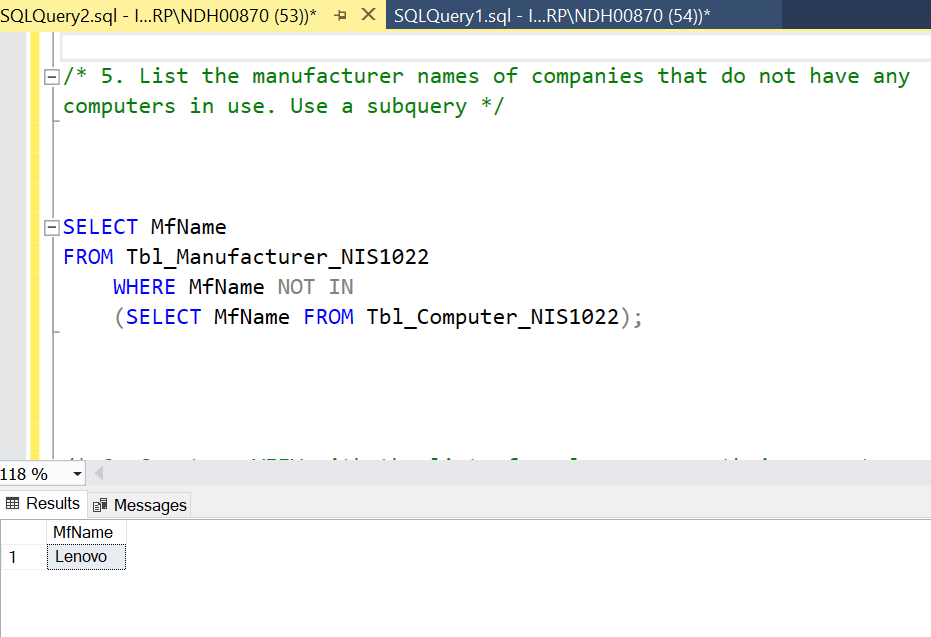 SQLQuery2.sql - I...RP\NDH00870 (53))* SQLQuery1.sql - I...RP\NDH00870 (54))*
/* 5. List the manufacturer names of companies that do not have any
computers in use. Use a subquery */
SELECT MfName
FROM Tbl_Manufacturer_NIS1022
WHERE MfName NOT IN
(SELECT MfName FROM Tbl_Computer_NIS1022);
118 %
Results Messages
MfName
1 Lenovo